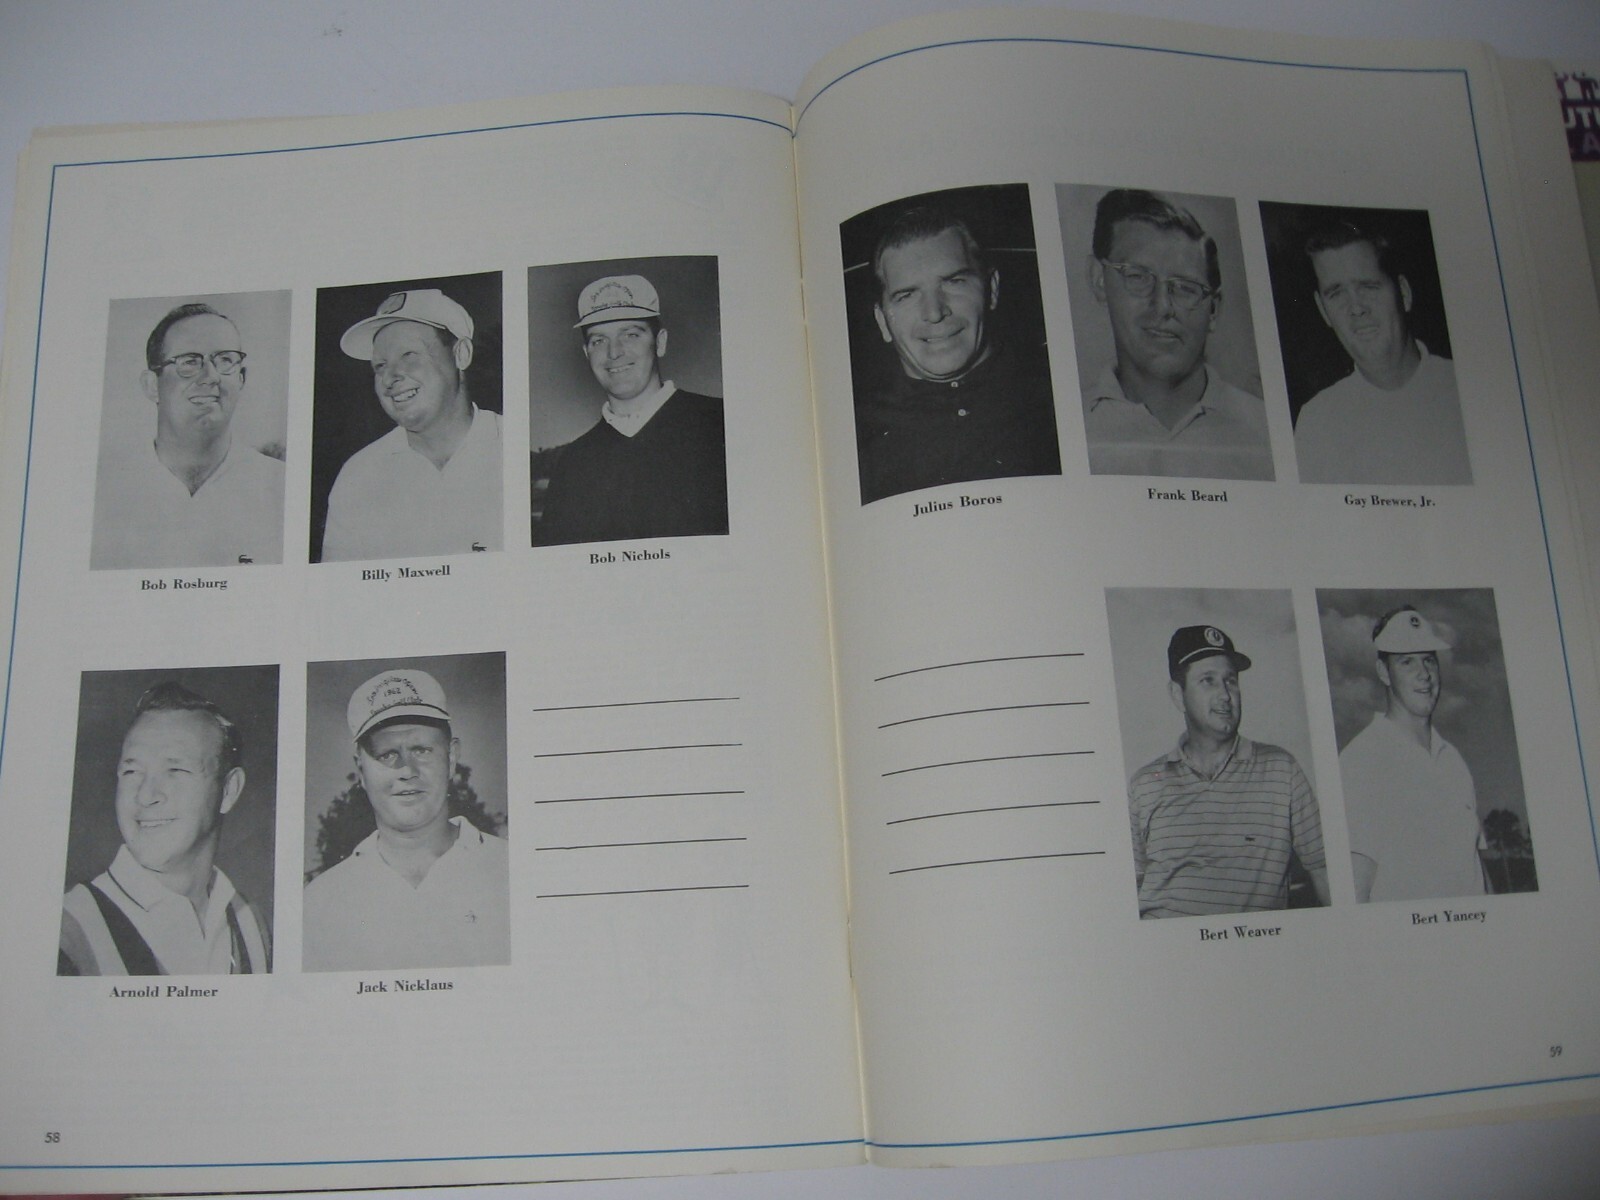 Bob Rosburg
Billy Maxwell
Bob Nichols
1962
Arnold Palmer
Jack Nicklaus
58
Julius Boros
Frank Beard
Gay Brewer, Jr.
Bert Weaver
Bert Yancey
59